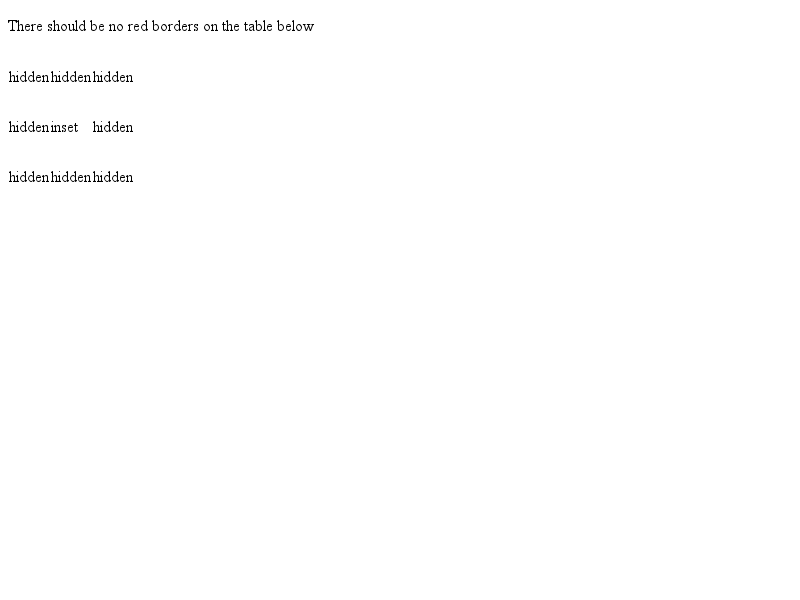 There should be no red borders on the table below
hidden hidden hidden
hidden inset hidden
hidden hidden hidden